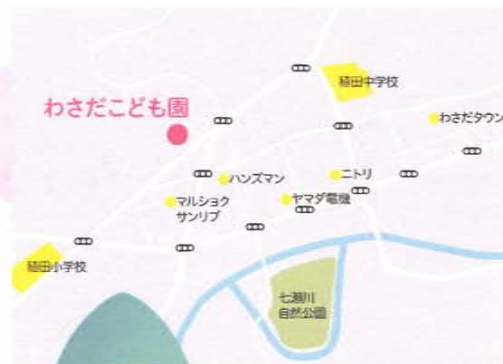 稙田中学校
わさだこども園
わさだタウン
ハンズマン
ニトリ
マルショク
サンリブ
ヤマダ電機
稙田小学校
七瀬川
自然公園